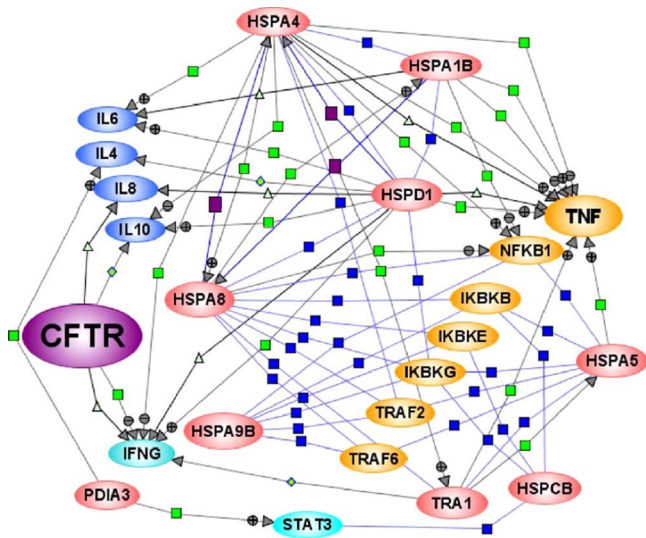 HSPA4
HSPA1B
IL6
IL4
IL8
HSPD1
IL10
TNF
NFKB1
HSPA8
IKBKB
CFTR
IKBKE
HSPA5
IKBKG
TRAF2
HSPA9B
IFNG
TRAF6
PDIA3
TRA1
HSPCB
STAT3